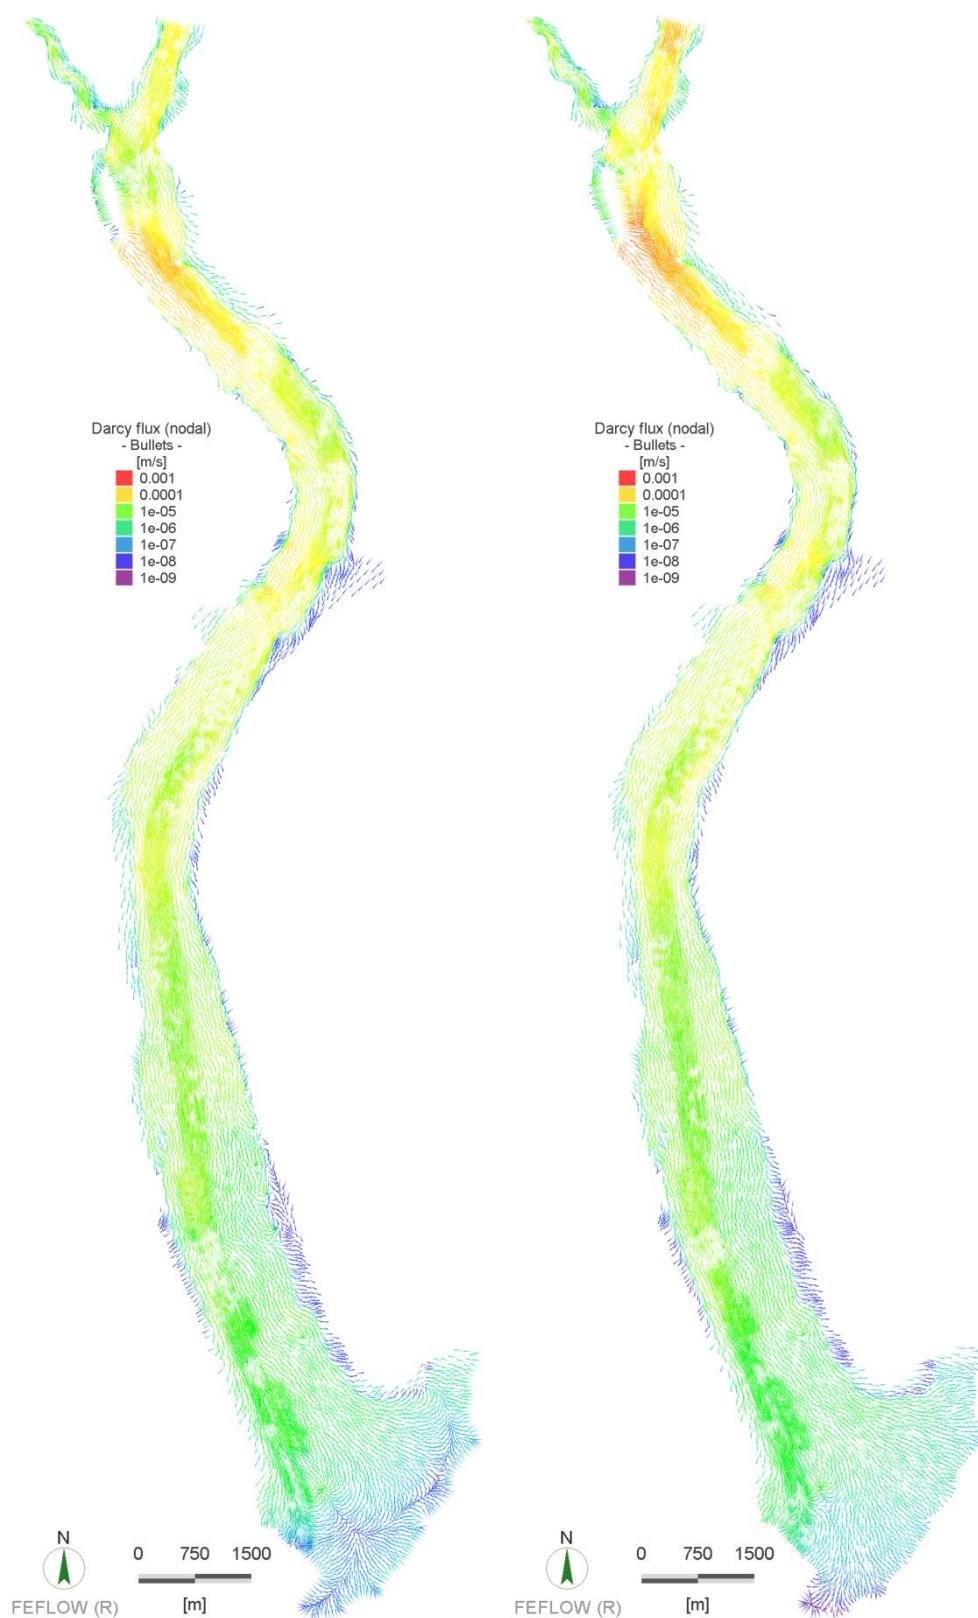 Darcy flux (nodal)
- Bullets -
[m/s]
0.001
0.0001
1e-05
1e-06
1e-07
1e-08
1e-09
Darcy flux (nodal)
- Bullets -
[m/s]
0.001
0.0001
1e-05
1e-06
1e-07
1e-08
1e-09
N
0 750 1500
FEFLOW (R)
[m]
N
0 750 1500
FEFLOW (R)
[m]